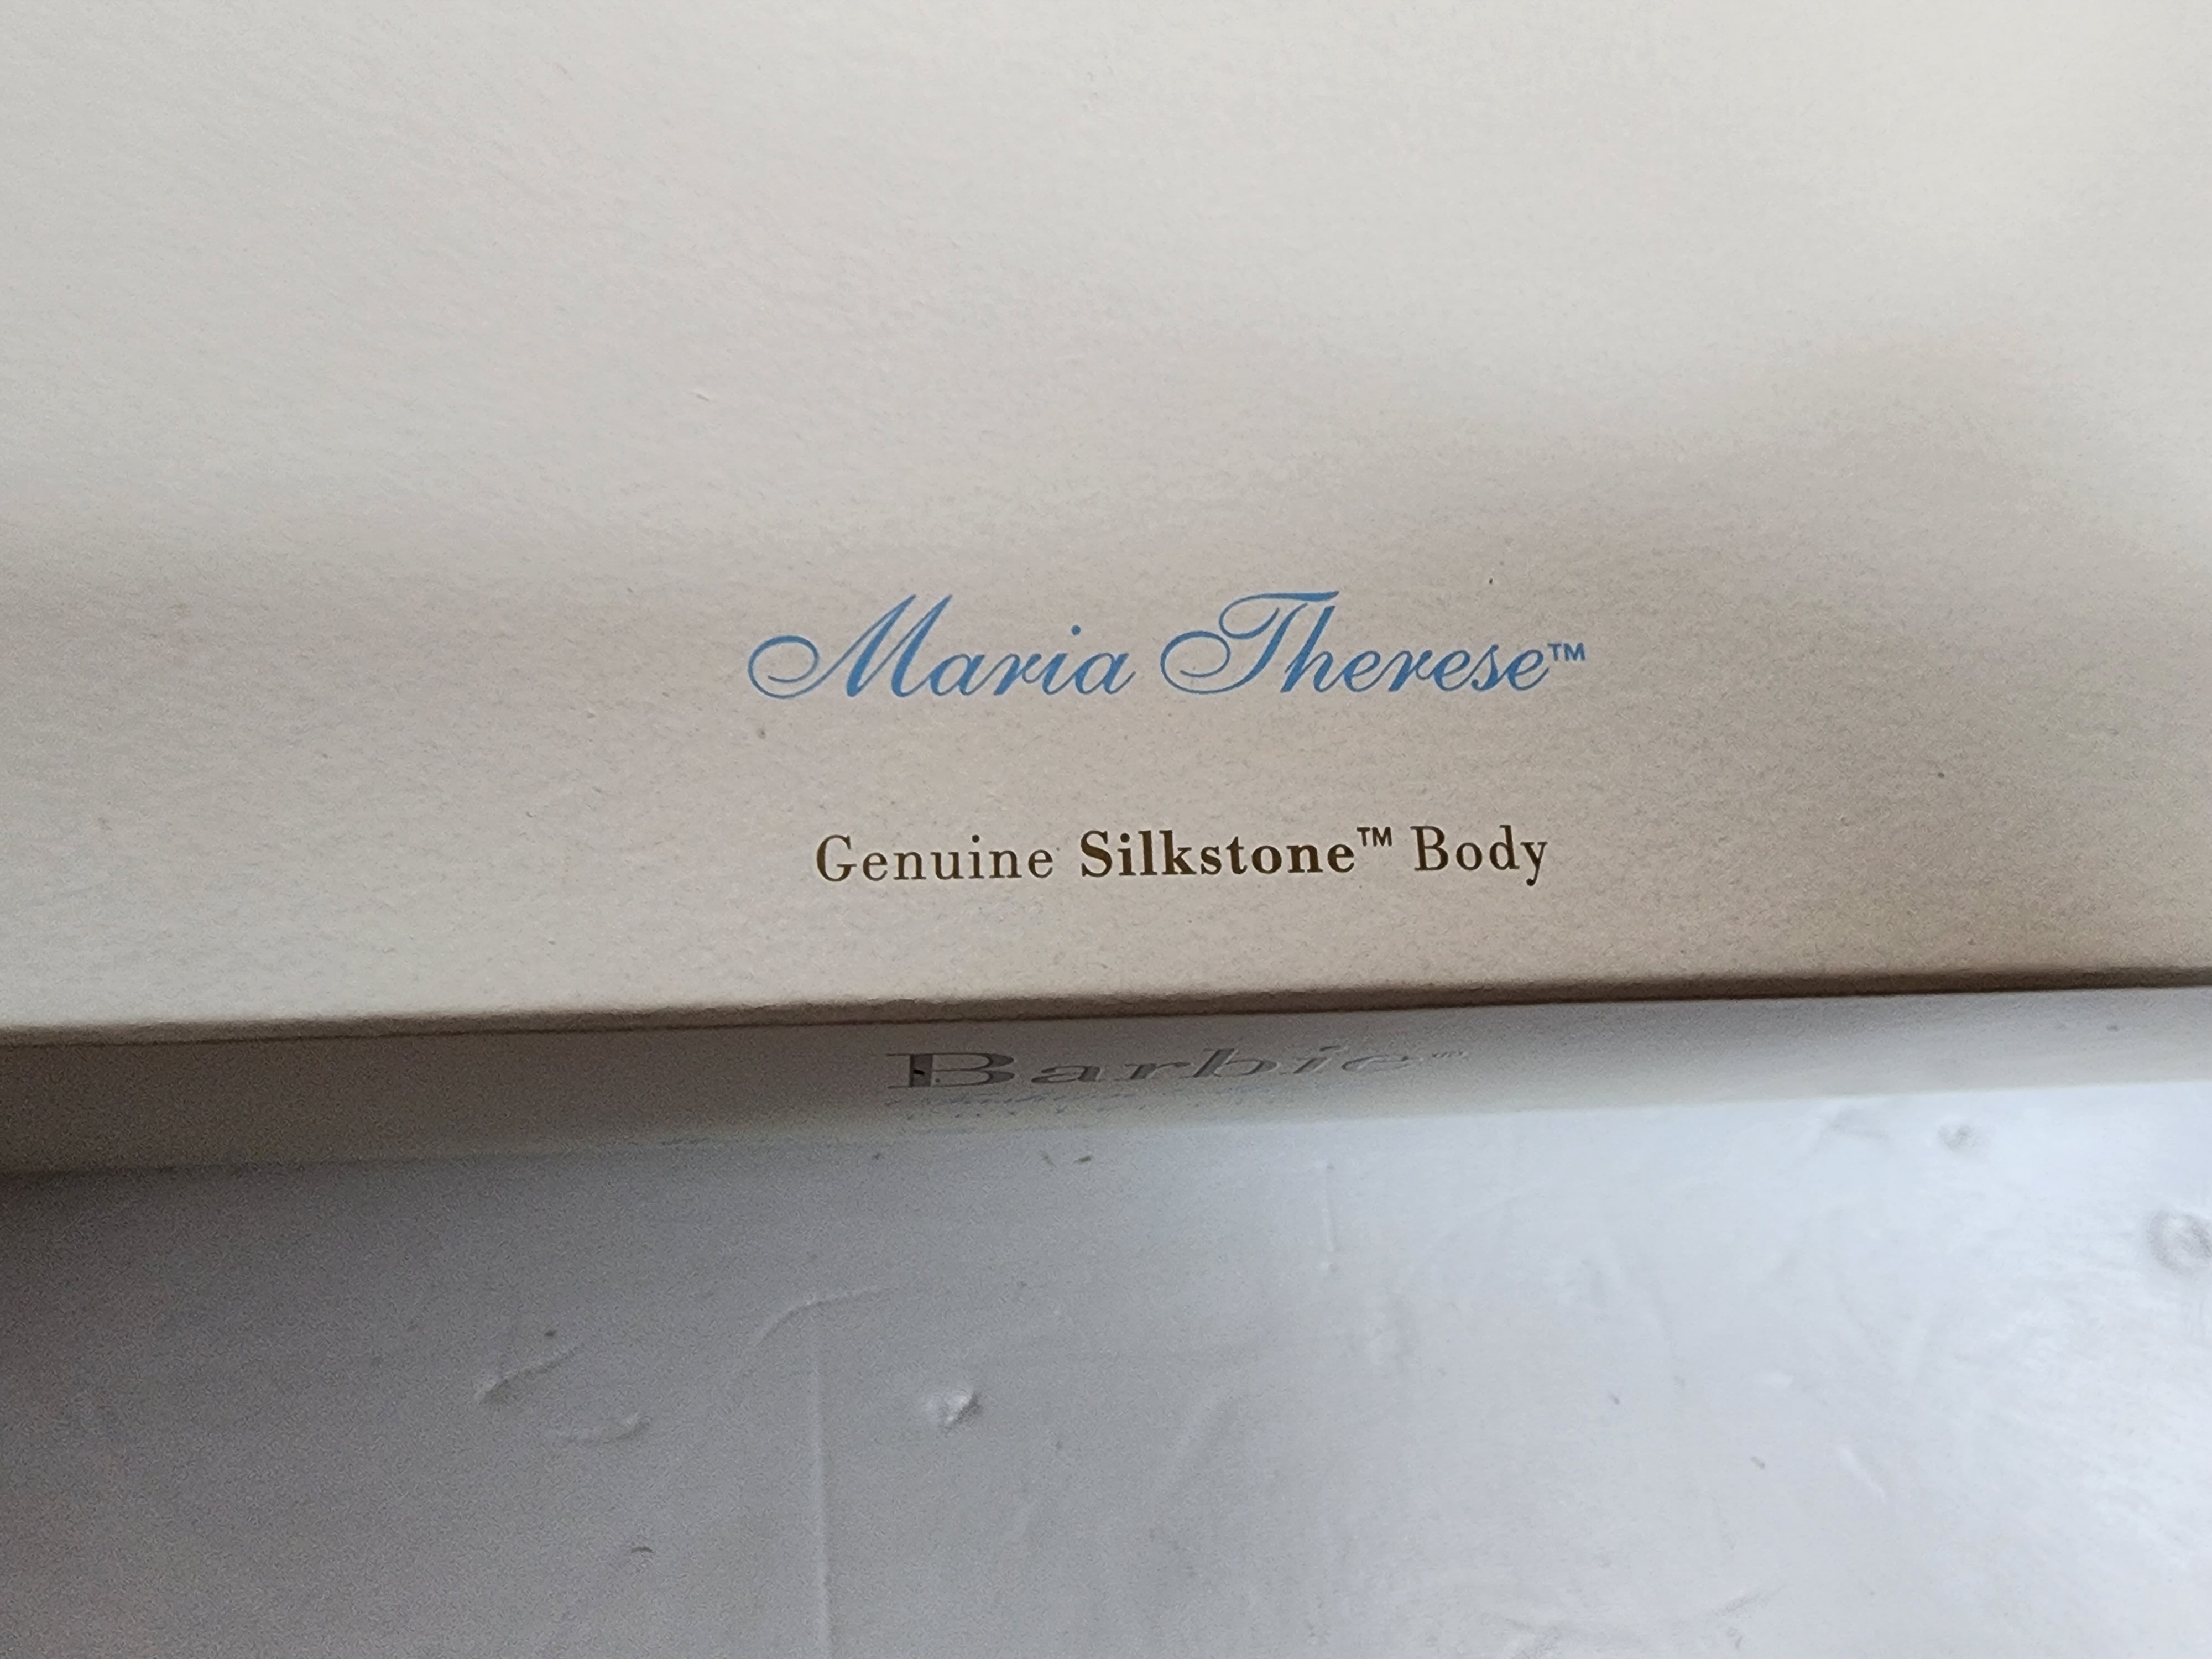 Maria Therese™
Genuine Silkstone™ Body
Barbie™